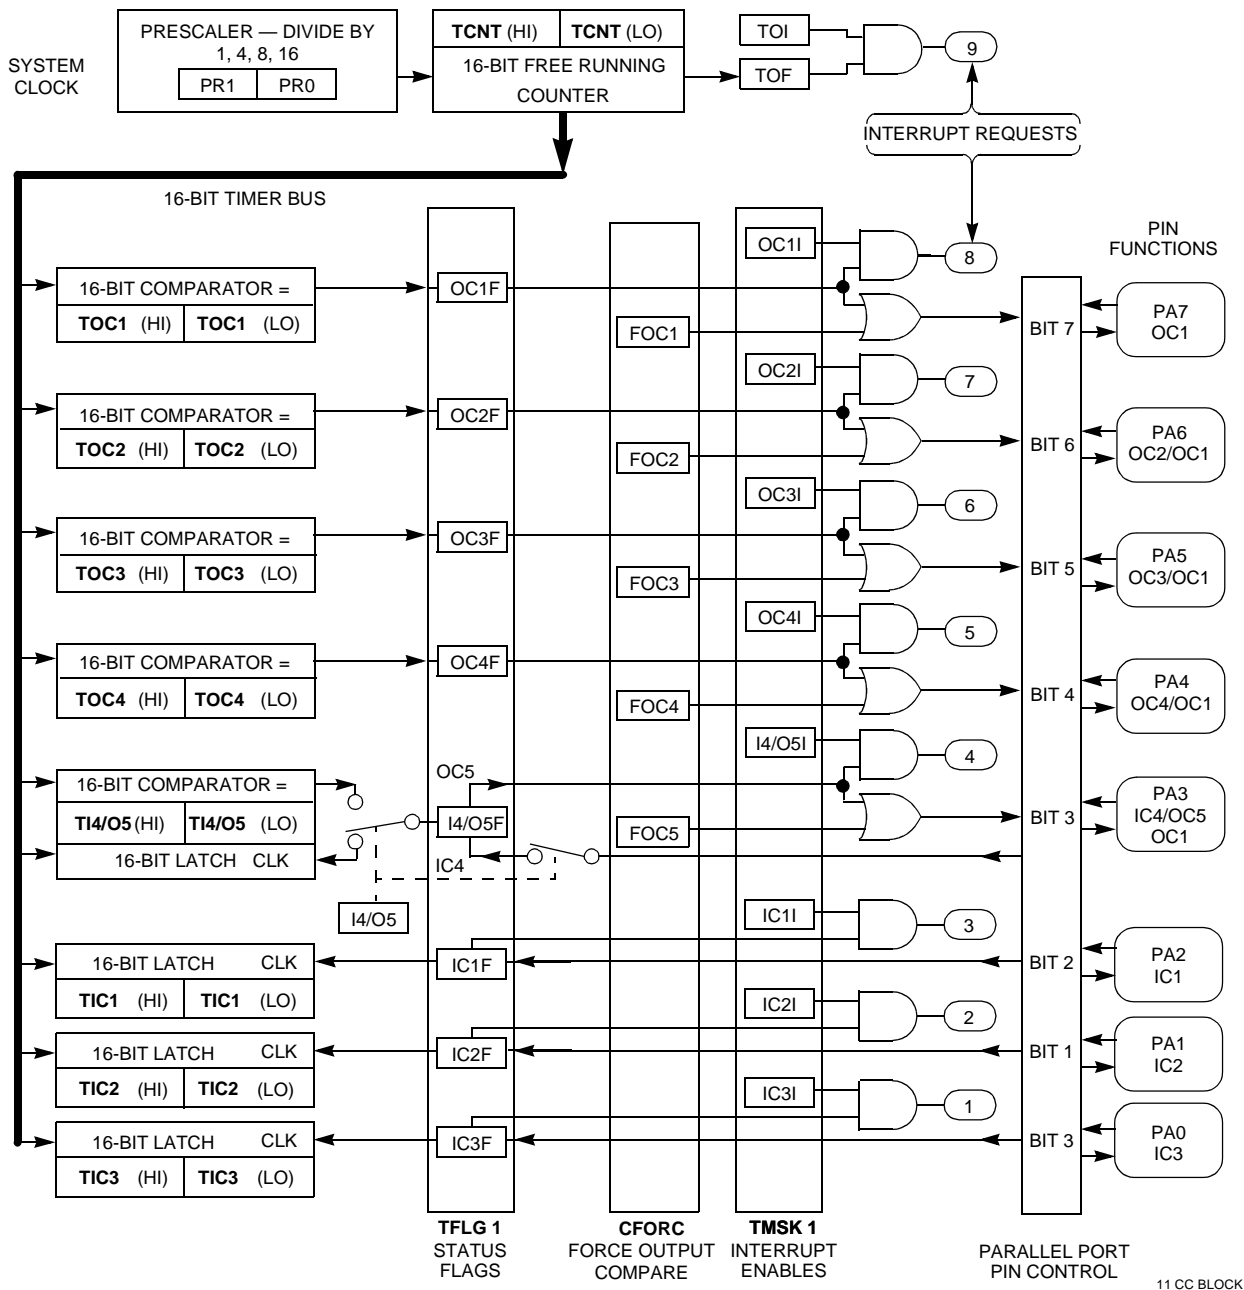 SYSTEM
CLOCK
PRESCALER — DIVIDE BY
1, 4, 8, 16
PR1 PR0
TCNT (HI) TCNT (LO)
16-BIT FREE RUNNING
COUNTER
TOI
TOF
9
INTERRUPT REQUESTS
16-BIT TIMER BUS
PIN
FUNCTIONS
OC1I
8
16-BIT COMPARATOR =
TOC1 (HI) TOC1 (LO)
OC1F
FOC1
BIT 7
PA7
OC1
OC2I
7
16-BIT COMPARATOR =
TOC2 (HI) TOC2 (LO)
OC2F
FOC2
BIT 6
PA6
OC2/OC1
OC3I
6
16-BIT COMPARATOR =
TOC3 (HI) TOC3 (LO)
OC3F
FOC3
BIT 5
PA5
OC3/OC1
OC4I
5
16-BIT COMPARATOR =
TOC4 (HI) TOC4 (LO)
OC4F
FOC4
BIT 4
PA4
OC4/OC1
I4/O5I
4
16-BIT COMPARATOR =
TI4/O5 (HI) TI4/O5 (LO)
16-BIT LATCH CLK
OC5
I4/O5F
IC4
I4/O5
FOC5
BIT 3
PA3
IC4/OC5
OC1
IC1I
3
16-BIT LATCH CLK
TIC1 (HI) TIC1 (LO)
IC1F
BIT 2
PA2
IC1
IC2I
2
16-BIT LATCH CLK
TIC2 (HI) TIC2 (LO)
IC2F
BIT 1
PA1
IC2
IC3I
1
16-BIT LATCH CLK
TIC3 (HI) TIC3 (LO)
IC3F
BIT 3
PA0
IC3
TFLG 1
STATUS
FLAGS
CFORC
FORCE OUTPUT
COMPARE
TMSK 1
INTERRUPT
ENABLES
PARALLEL PORT
PIN CONTROL
11 CC BLOCK